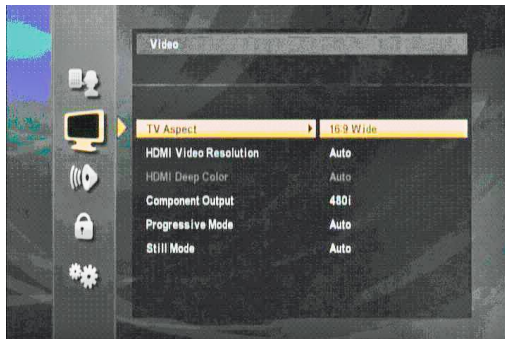 Video
TV Aspect 16:9 Wide
HDMI Video Resolution Auto
HDMI Deep Color Auto
Component Output 480i
Progressive Mode Auto
Still Mode Auto